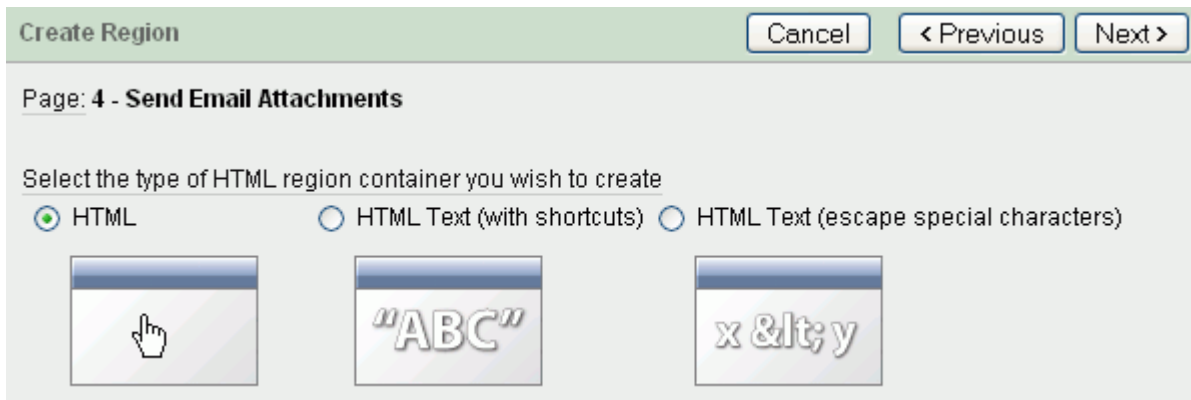 Create Region Cancel < Previous Next >
Page: 4 - Send Email Attachments
Select the type of HTML region container you wish to create
HTML HTML Text (with shortcuts) HTML Text (escape special characters)
"ABC" x &lt; y